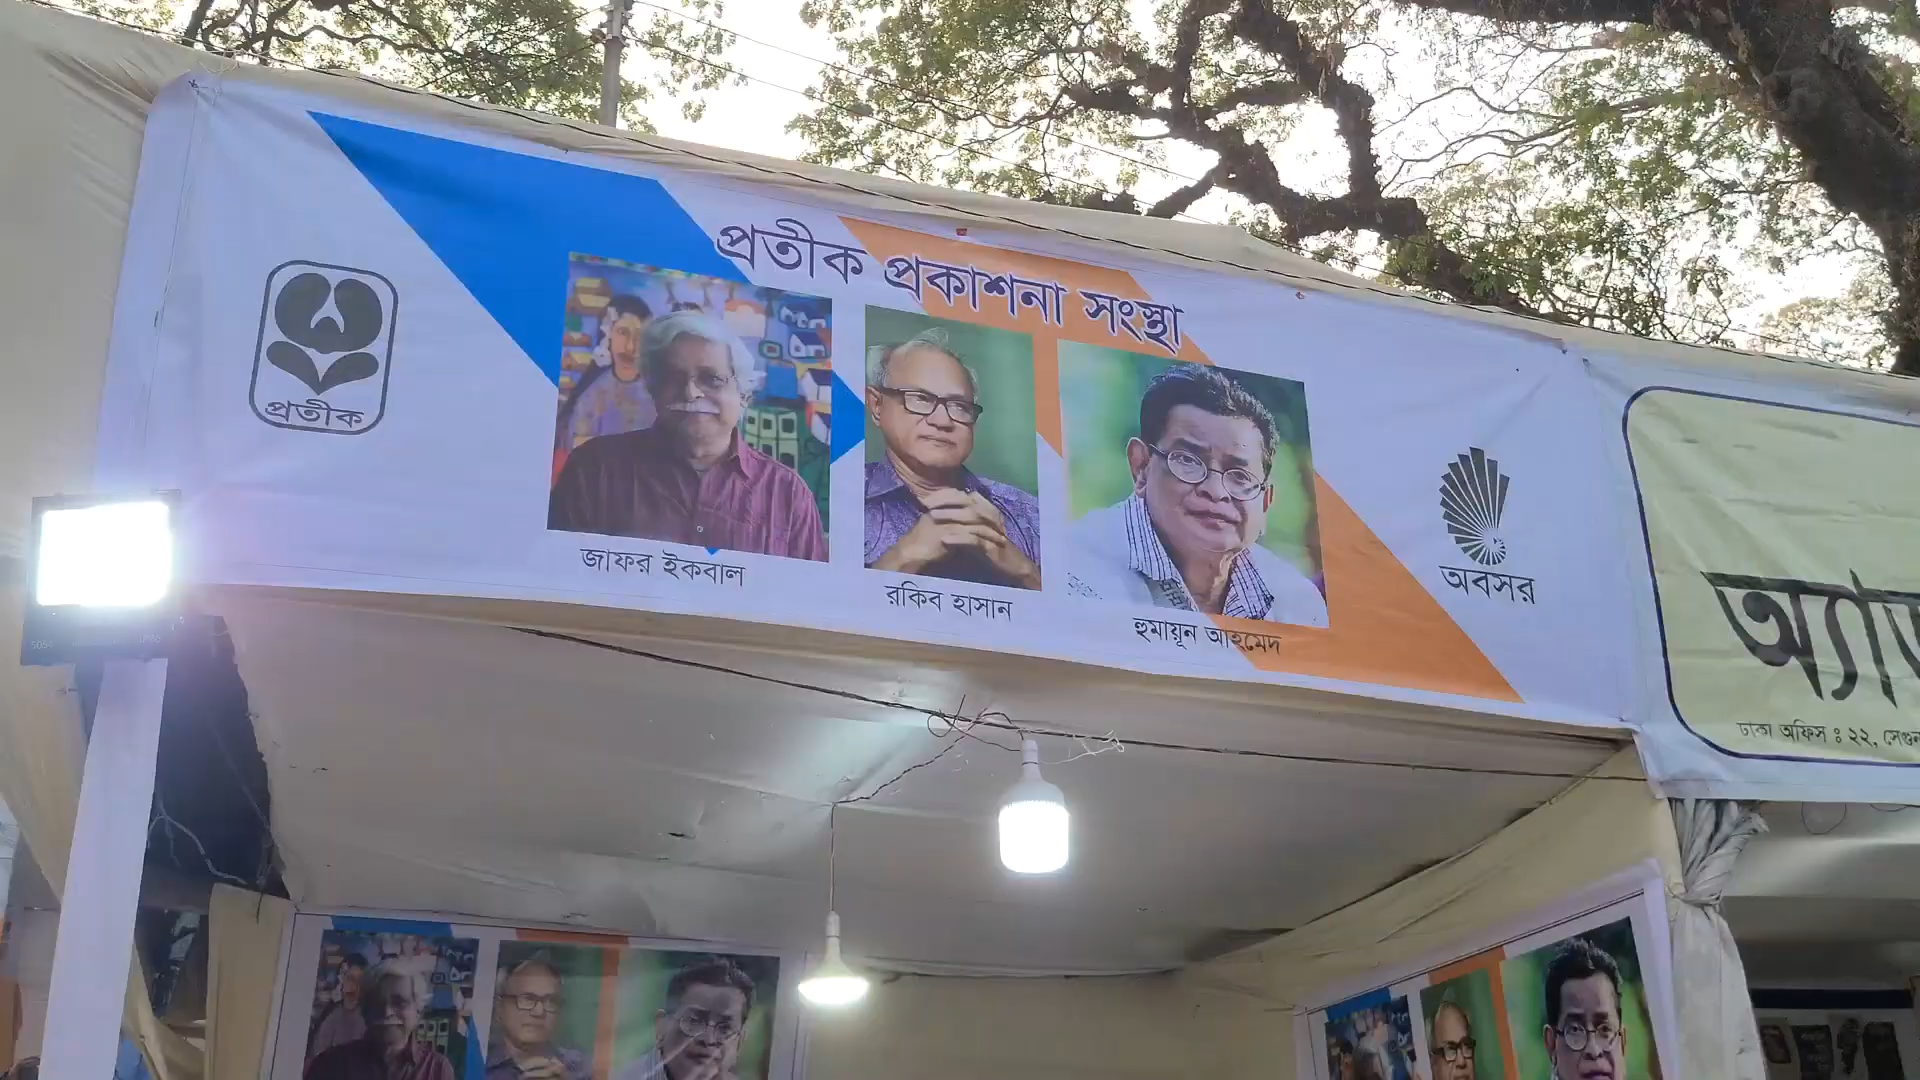 প্রতীক প্রকাশনা সংস্থা
প্রতীক
জাফর ইকবাল
রকিব হাসান
হুমায়ূন আহমেদ
অবসর
ঢাকা অফিস ঃ ২২,